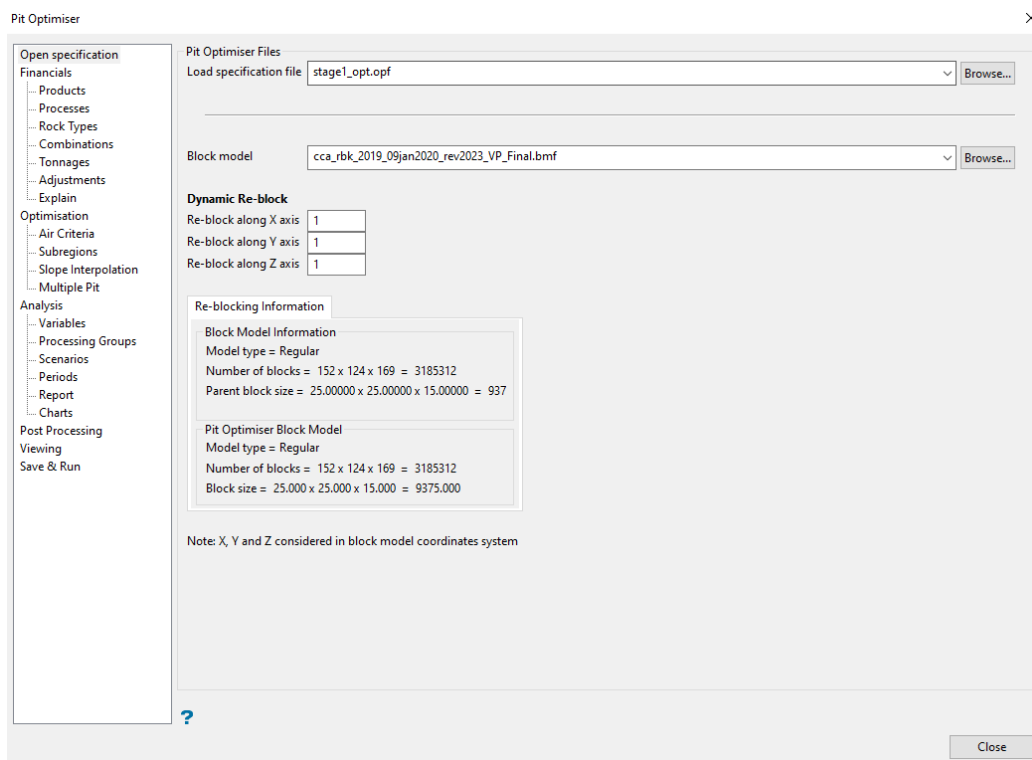 Pit Optimiser
Open specification
Financials
Products
Processes
Rock Types
Combinations
Tonnages
Adjustments
Explain
Optimisation
Air Criteria
Subregions
Slope Interpolation
Multiple Pit
Analysis
Variables
Processing Groups
Scenarios
Periods
Report
Charts
Post Processing
Viewing
Save & Run
Pit Optimiser Files
Load specification file stage1_opt.opf Browse...
Block model cca_rbk_2019_09jan2020_rev2023_VP_Final.bmf Browse...
Dynamic Re-block
Re-block along X axis 1
Re-block along Y axis 1
Re-block along Z axis 1
Re-blocking Information
Block Model Information
Model type = Regular
Number of blocks = 152 x 124 x 169 = 3185312
Parent block size = 25.00000 x 25.00000 x 15.00000 = 937
Pit Optimiser Block Model
Model type = Regular
Number of blocks = 152 x 124 x 169 = 3185312
Block size = 25.000 x 25.000 x 15.000 = 9375.000
Note: X, Y and Z considered in block model coordinates system
?
Close